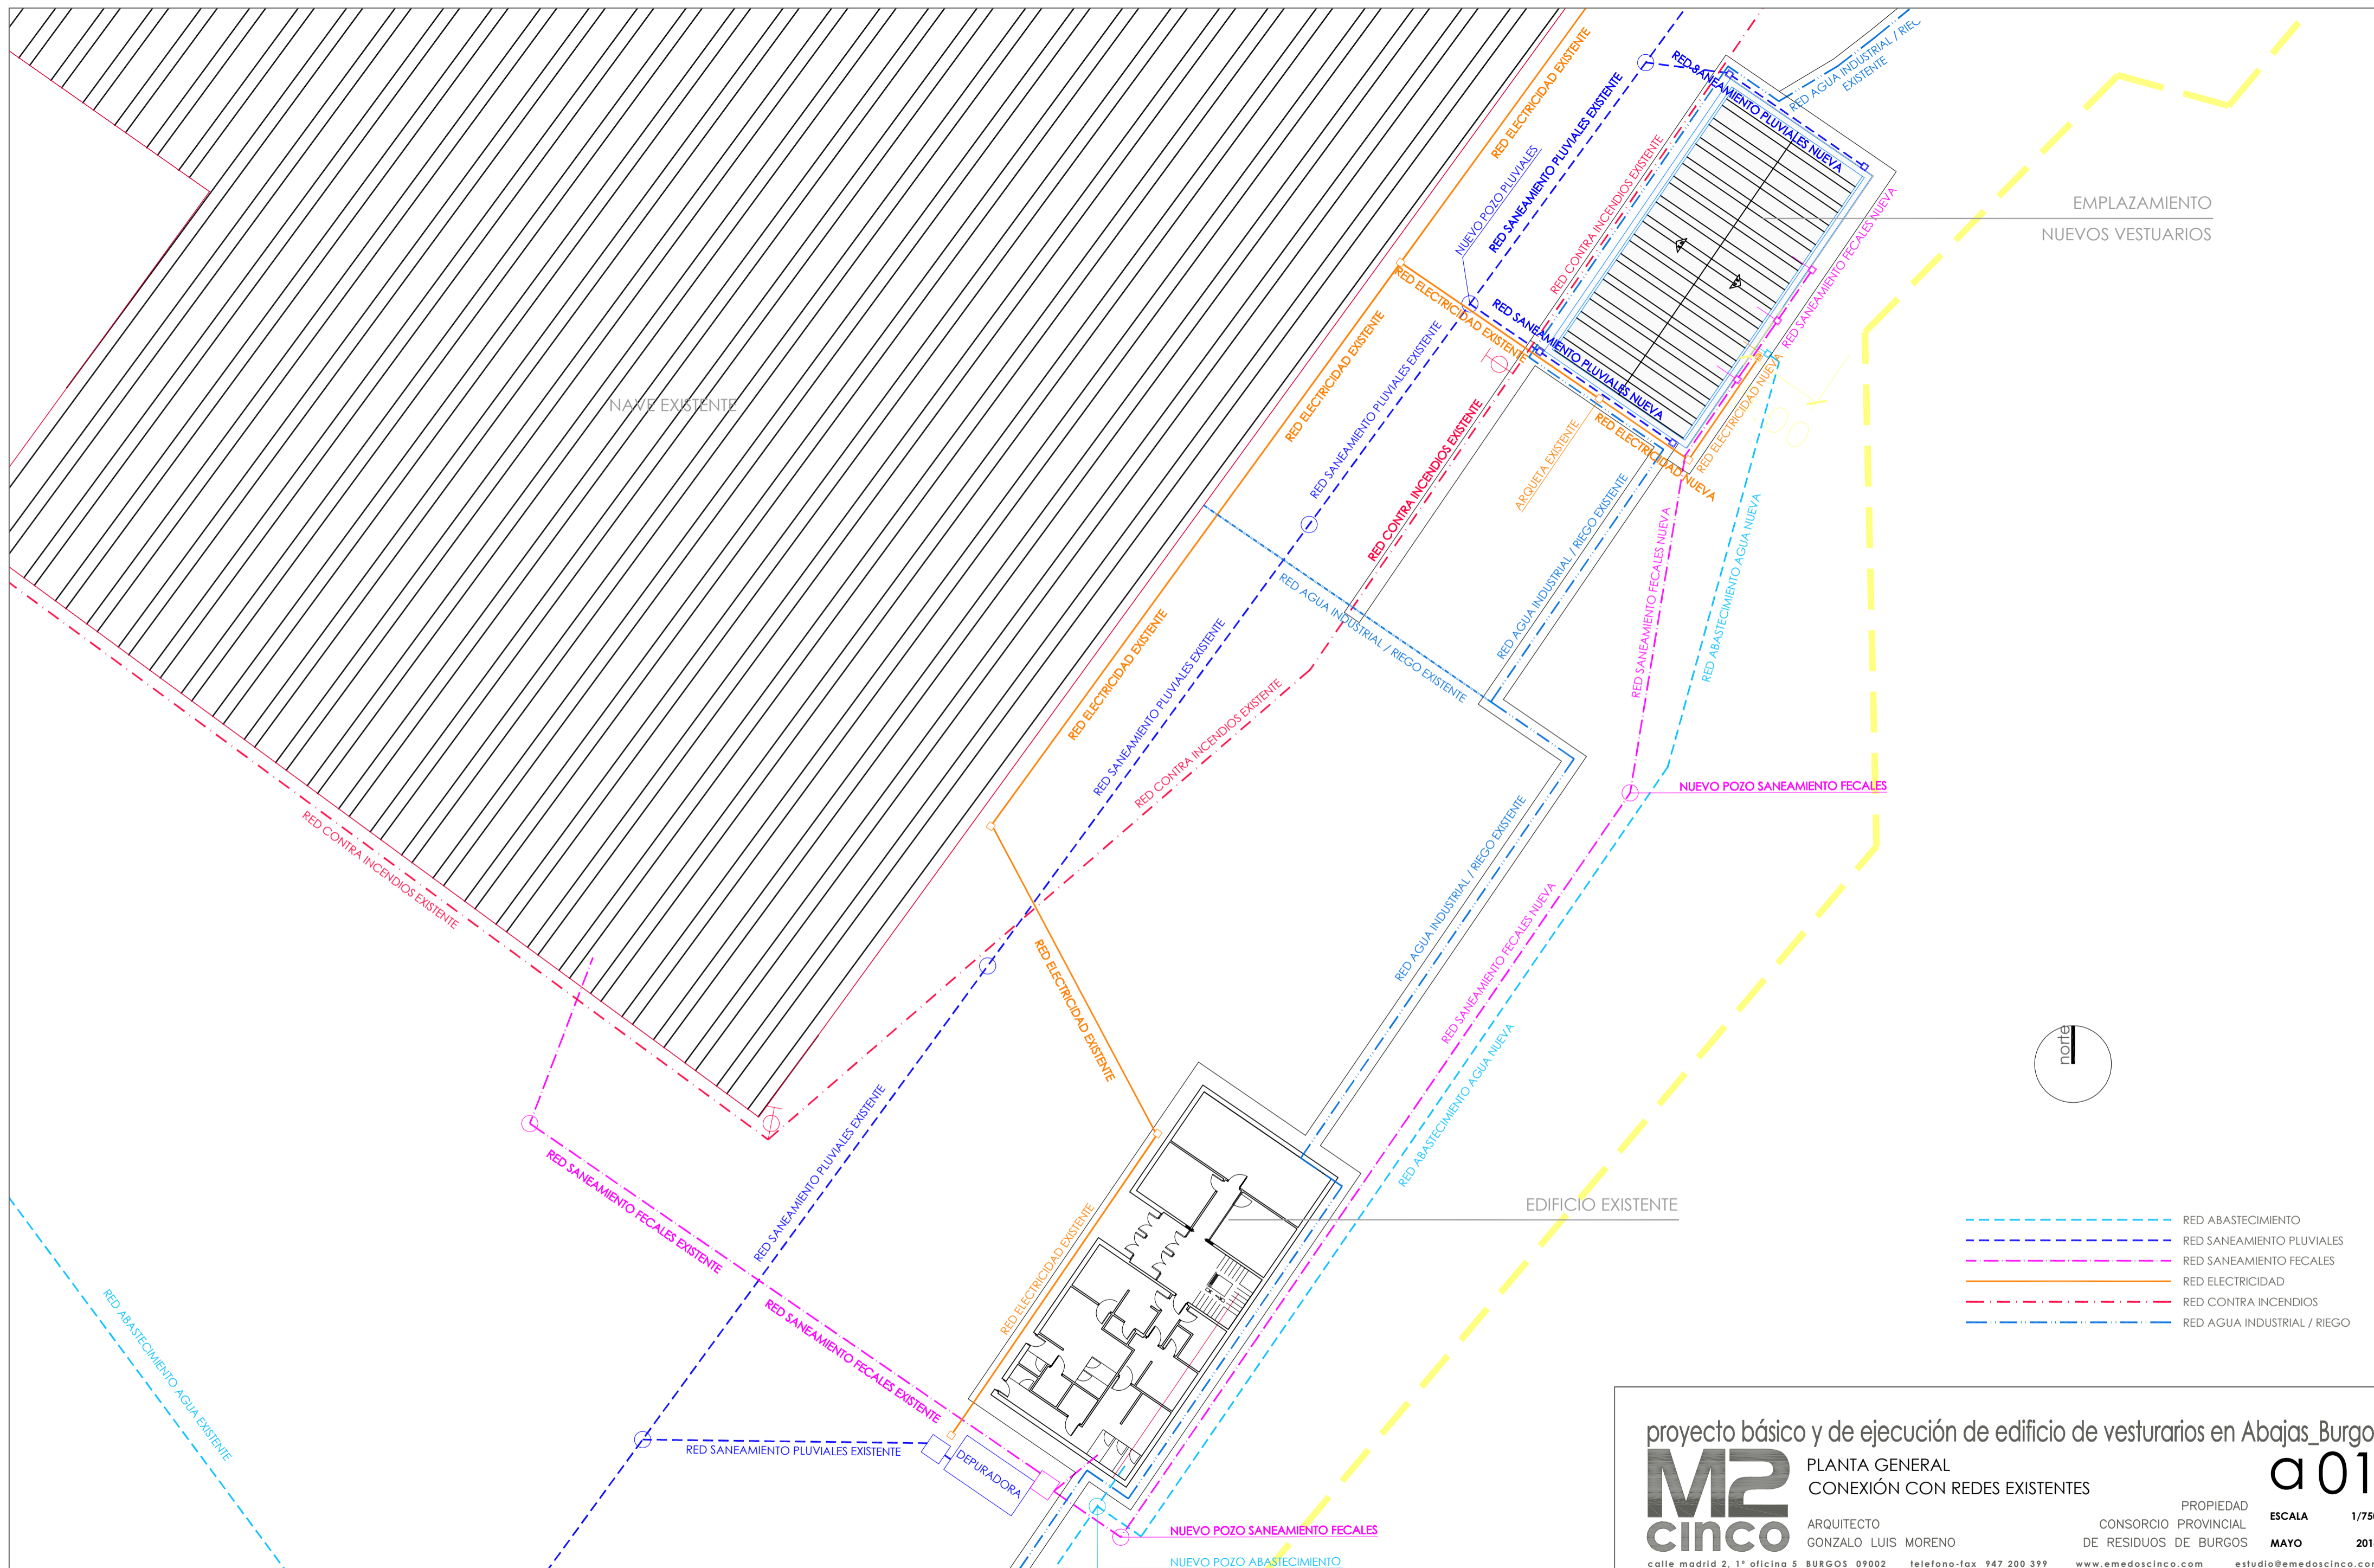 RED ELECTRICIDAD EXISTENTE
RED SANEAMIENTO PLUVIALES EXISTENTE
RED SANEAMIENTO PLUVIALES NUEVA
RED AGUA INDUSTRIAL / RIEGO
EXISTENTE
NUEVO POZO PLUVIALES
RED CONTRA INCENDIOS EXISTENTE
EMPLAZAMIENTO
NUEVOS VESTUARIOS
RED SANEAMIENTO FECALES NUEVA
RED SANEAMIENTO FECALES NUEVA
RED ELECTRICIDAD EXISTENTE
RED SANEAMIENTO PLUVIALES NUEVA
RED ELECTRICIDAD EXISTENTE
RED SANEAMIENTO PLUVIALES EXISTENTE
NAVE EXISTENTE
RED CONTRA INCENDIOS EXISTENTE
ARQUETA EXISTENTE
RED ELECTRICIDAD NUEVA
RED ELECTRICIDAD NUEVA
RED AGUA INDUSTRIAL / RIEGO EXISTENTE
RED SANEAMIENTO FECALES NUEVA
RED ABASTECIMIENTO AGUA NUEVA
RED AGUA INDUSTRIAL / RIEGO EXISTENTE
RED ELECTRICIDAD EXISTENTE
RED SANEAMIENTO PLUVIALES EXISTENTE
RED CONTRA INCENDIOS EXISTENTE
NUEVO POZO SANEAMIENTO FECALES
RED CONTRA INCENDIOS EXISTENTE
RED AGUA INDUSTRIAL / RIEGO EXISTENTE
RED SANEAMIENTO FECALES NUEVA
RED ELECTRICIDAD EXISTENTE
RED ABASTECIMIENTO AGUA NUEVA
norte
RED SANEAMIENTO PLUVIALES EXISTENTE
RED SANEAMIENTO FECALES EXISTENTE
RED ELECTRICIDAD EXISTENTE
EDIFICIO EXISTENTE
RED ABASTECIMIENTO AGUA EXISTENTE
RED SANEAMIENTO FECALES EXISTENTE
RED SANEAMIENTO PLUVIALES EXISTENTE
DEPURADORA
NUEVO POZO SANEAMIENTO FECALES
NUEVO POZO ABASTECIMIENTO
RED ABASTECIMIENTO
RED SANEAMIENTO PLUVIALES
RED SANEAMIENTO FECALES
RED ELECTRICIDAD
RED CONTRA INCENDIOS
RED AGUA INDUSTRIAL / RIEGO
proyecto básico y de ejecución de edificio de vesturarios en Abajas_Burgo
M2
CINCO
PLANTA GENERAL
CONEXIÓN CON REDES EXISTENTES
a 01
ARQUITECTO
GONZALO LUIS MORENO
PROPIEDAD
CONSORCIO PROVINCIAL
DE RESIDUOS DE BURGOS
ESCALA 1/750
MAYO 201
calle madrid 2, 1º oficina 5 BURGOS 09002 telefono-fax 947 200 399 www.emedoscinco.com estudio@emedoscinco.com